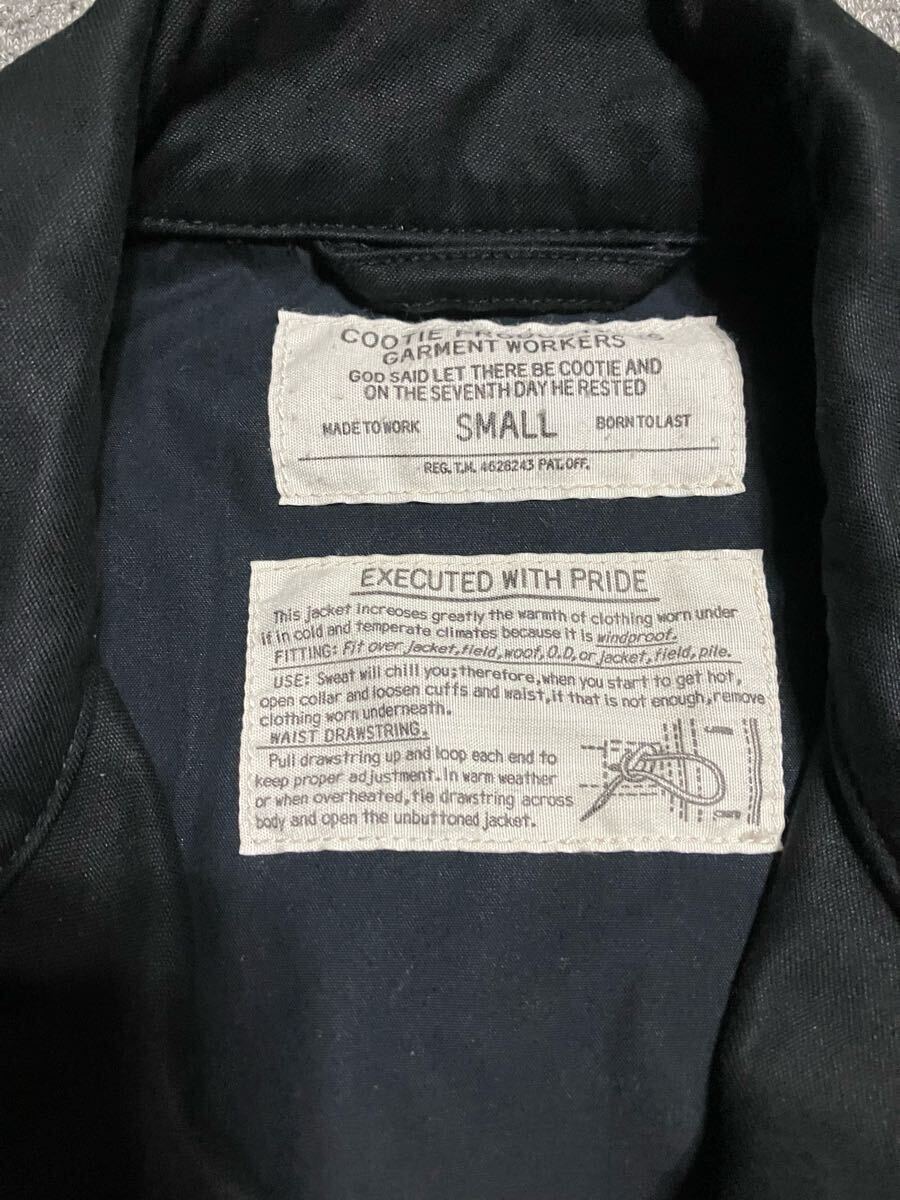 COOTIE
GARMENT WORKERS
GOD SAID LET THERE BE COOTIE AND
ON THE SEVENTH DAY HE RESTED
MADE TO WORK SMALL BORN TO LAST
REG. T.M. 4628243 PAT. OFF.
EXECUTED WITH PRIDE
This jacket increoses greatly the warmth of clothing worn under
it in cold and temperate climates because it is windproof.
FITTING: Fit over jacket, field, woof, O.D, or jacket, field, pile.
USE: Sweat will chill you; therefore, when you start to get hot,
open collar and loosen cuffs and waist, it that is not enough, remove
clothing worn underneath.
WAIST DRAWSTRING.
Pull drawstring up and loop each end to
keep proper adjustment. In warm weather
or when overheated, tie drawstring across
body and open the unbuttoned jacket.